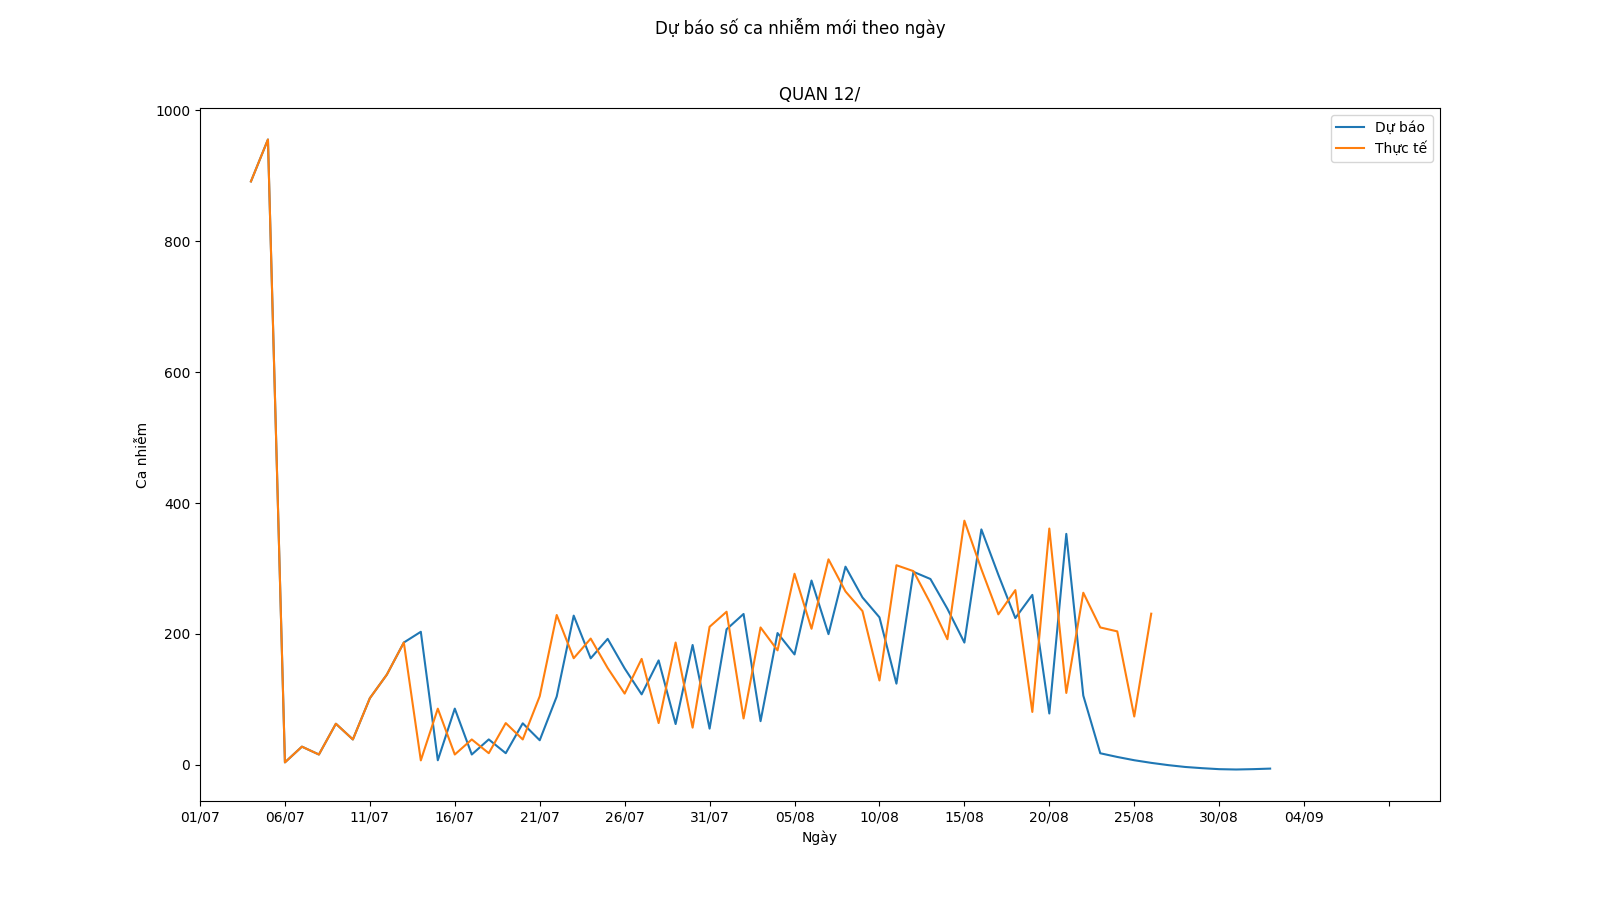 Dự báo số ca nhiễm mới theo ngày
QUAN 12/
1000
800
600
400
200
0
Ca nhiễm
Dự báo
Thực tế
01/07 06/07 11/07 16/07 21/07 26/07 31/07 05/08 10/08 15/08 20/08 25/08 30/08 04/09
Ngày